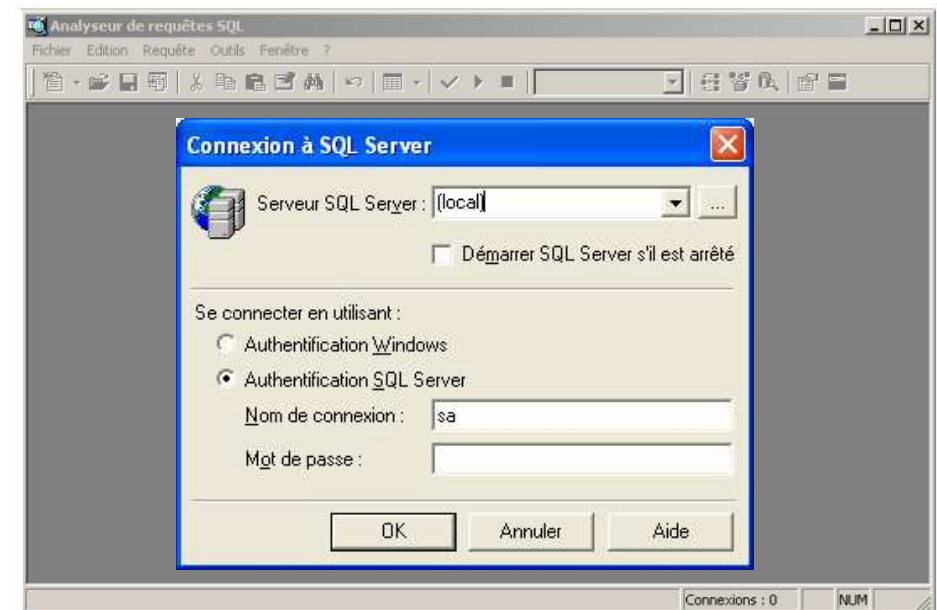 Analyseur de requêtes SQL
Fichier Edition Requête Outils Fenêtre ?
Connexion à SQL Server
Serveur SQL Server : (local)
...
Démarrer SQL Server s'il est arrêté
Se connecter en utilisant :
Authentification Windows
Authentification SQL Server
Nom de connexion : sa
Mot de passe :
OK Annuler Aide
Connexions : 0 NUM